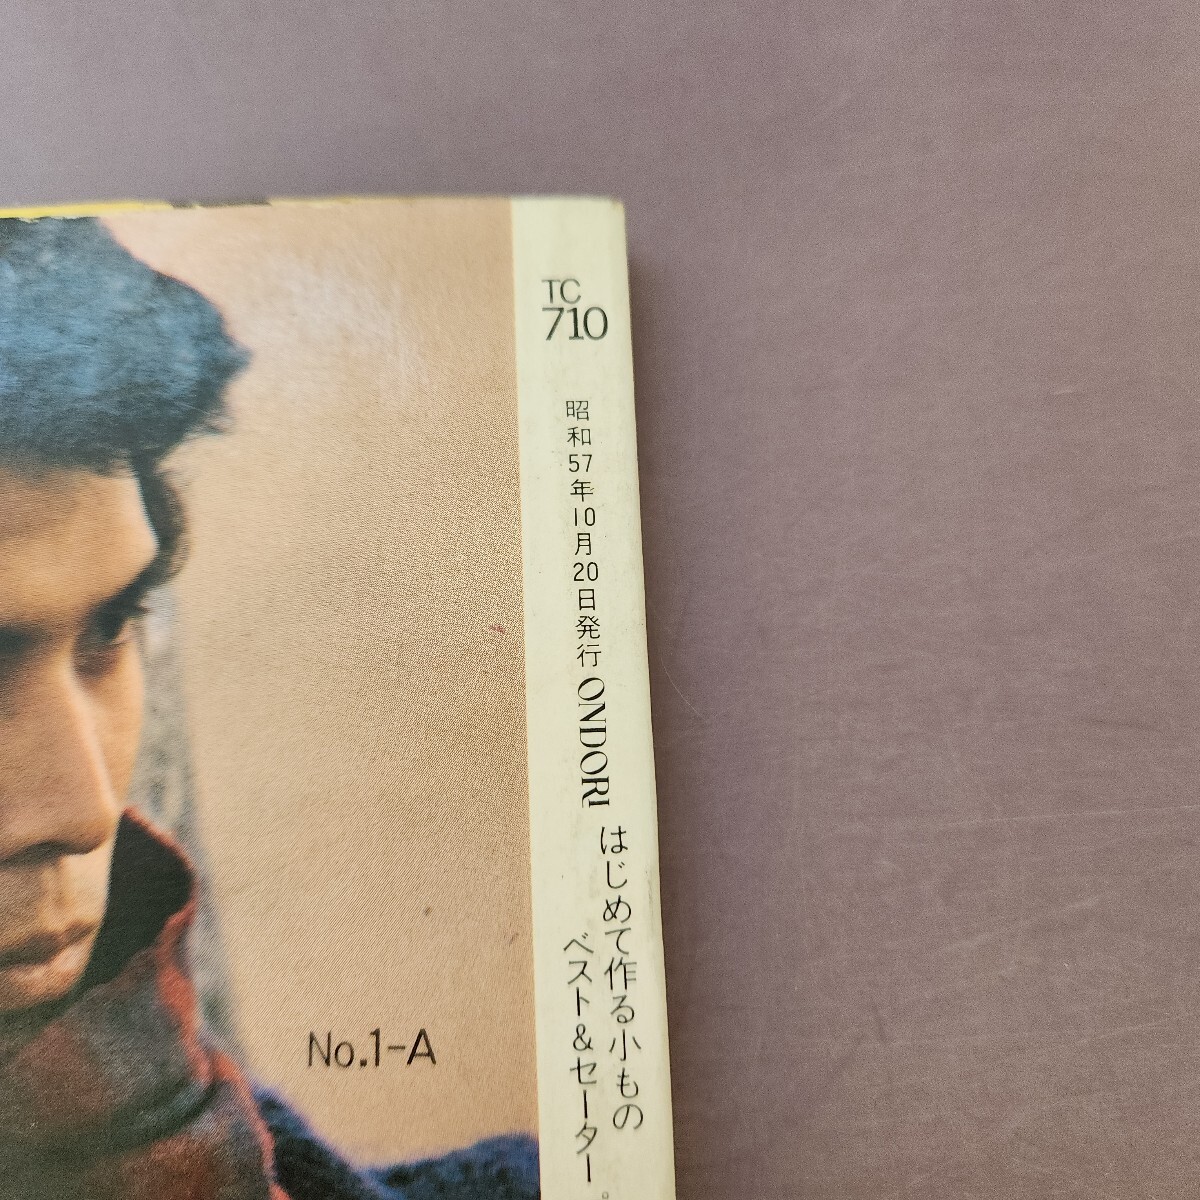 TC
710
昭和57年10月20日発行 ONDORI はじめて作る小もの
ベスト&セーター。
No.1-A